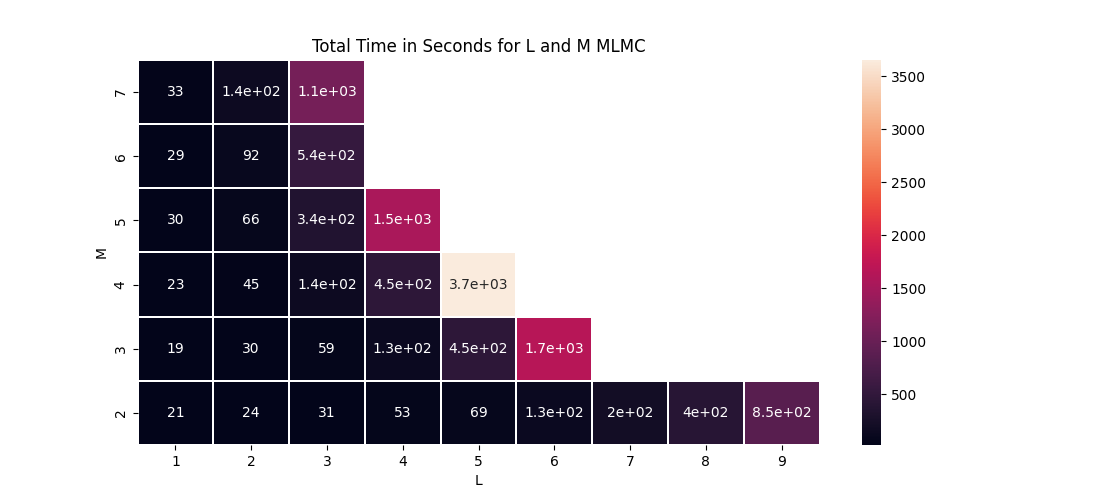 Total Time in Seconds for L and M MLMC
7 33 1.4e+02 1.1e+03
6 29 92 5.4e+02
5 30 66 3.4e+02 1.5e+03
4 23 45 1.4e+02 4.5e+02 3.7e+03
3 19 30 59 1.3e+02 4.5e+02 1.7e+03
2 21 24 31 53 69 1.3e+02 2e+02 4e+02 8.5e+02
M
1 2 3 4 5 6 7 8 9
L
3500
3000
2500
2000
1500
1000
500